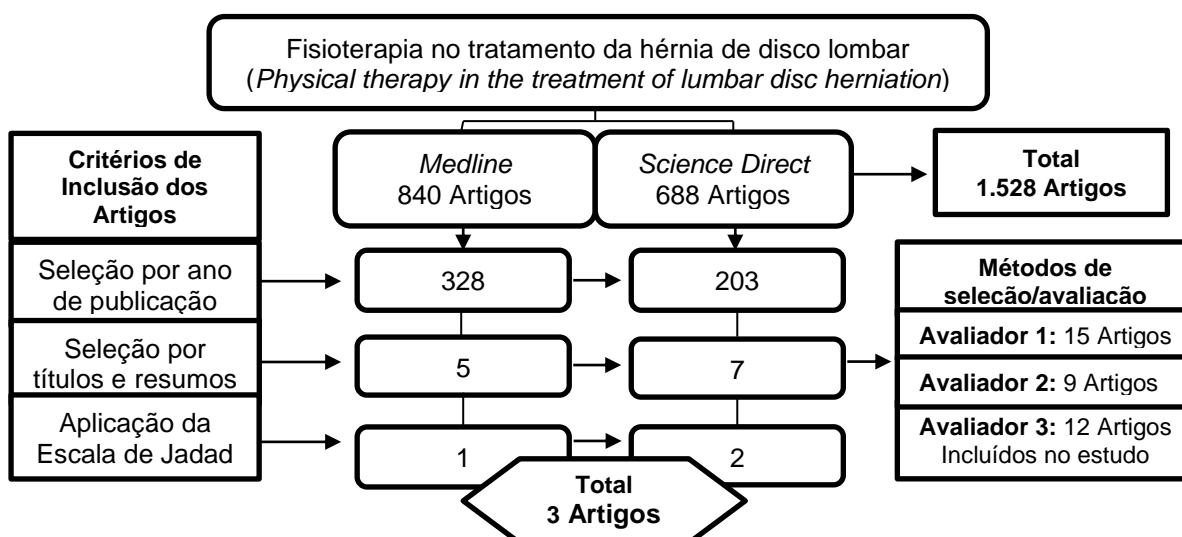 Fisioterapia no tratamento da hérnia de disco lombar
(Physical therapy in the treatment of lumbar disc herniation)
Critérios de
Inclusão dos
Artigos
Medline
840 Artigos
Science Direct
688 Artigos
Total
1.528 Artigos
Seleção por ano
de publicação
328
203
Métodos de
seleção/avaliação
Avaliador 1: 15 Artigos
Seleção por
títulos e resumos
5
7
Avaliador 2: 9 Artigos
Avaliador 3: 12 Artigos
Incluídos no estudo
Aplicação da
Escala de Jadad
1
2
Total
3 Artigos